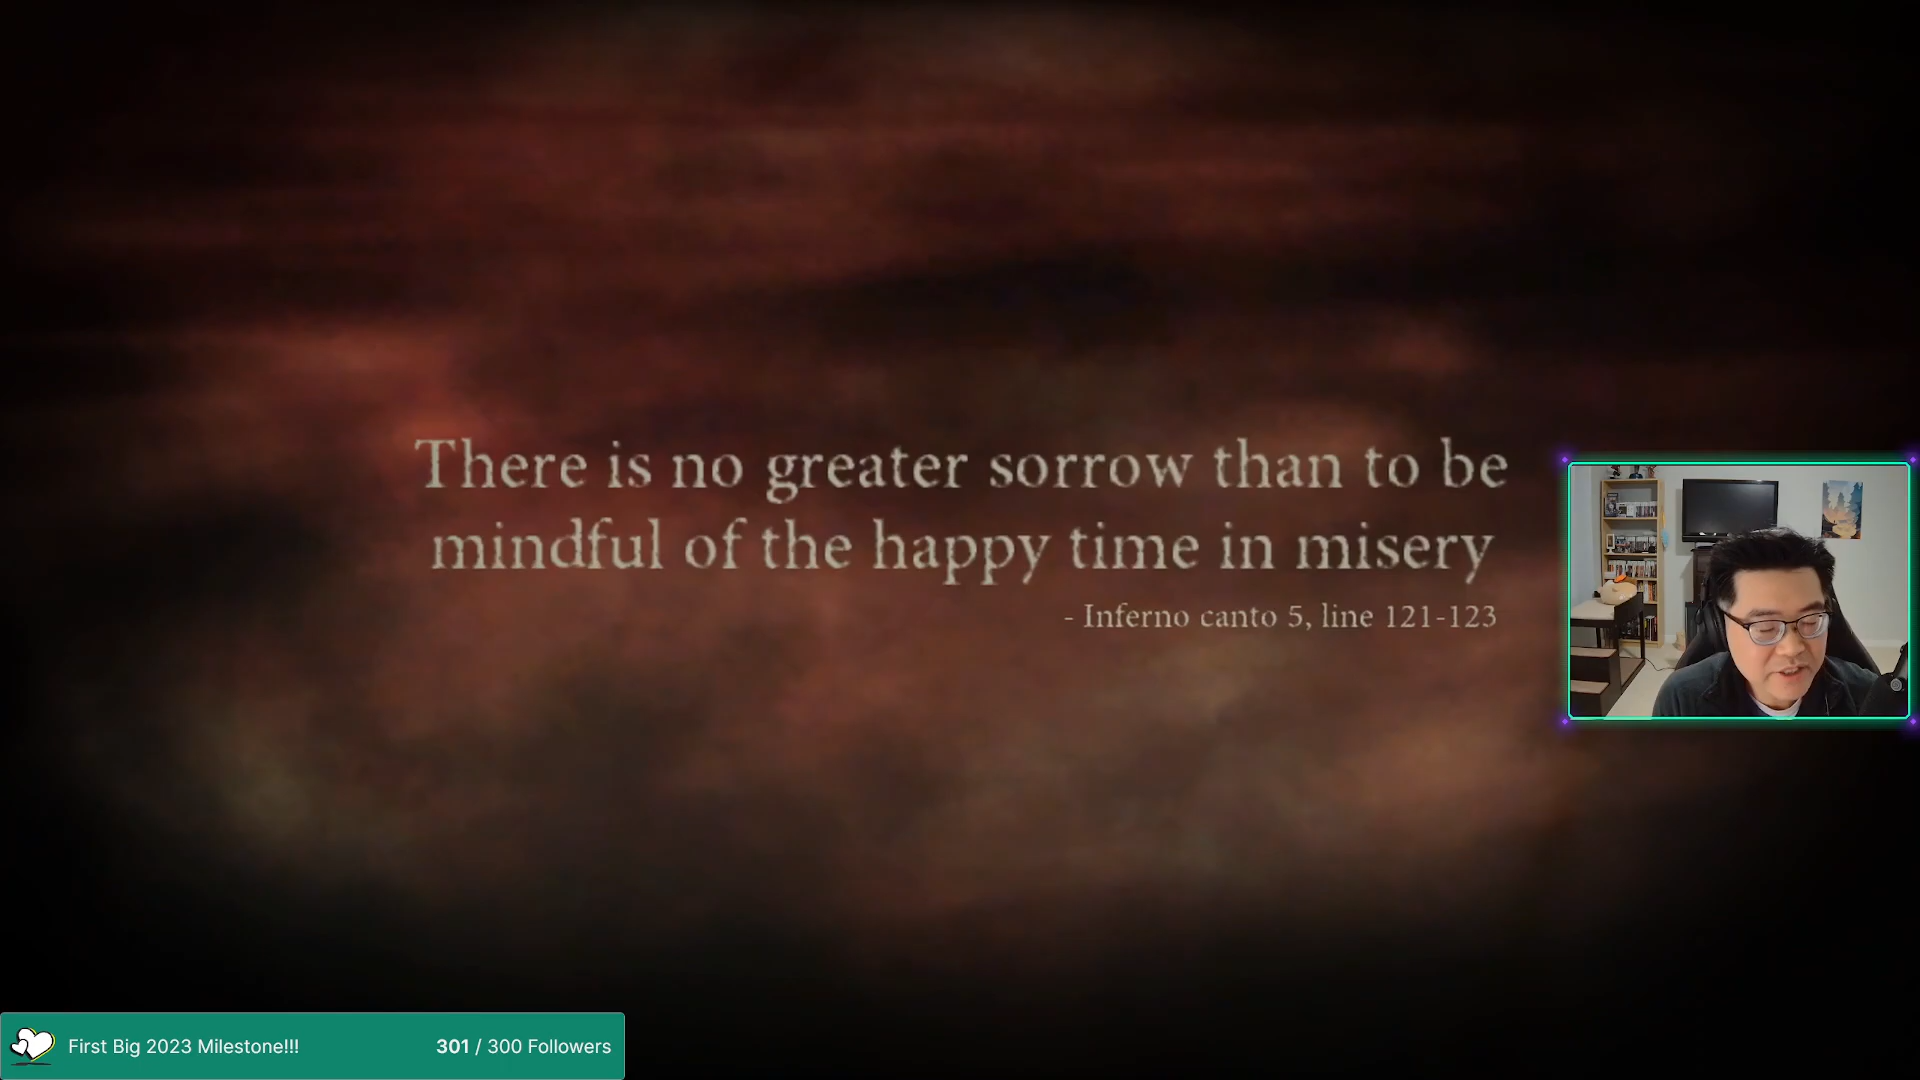 There is no greater sorrow than to be
mindful of the happy time in misery
- Inferno canto 5, line 121-123
First Big 2023 Milestone!!!
301 / 300 Followers